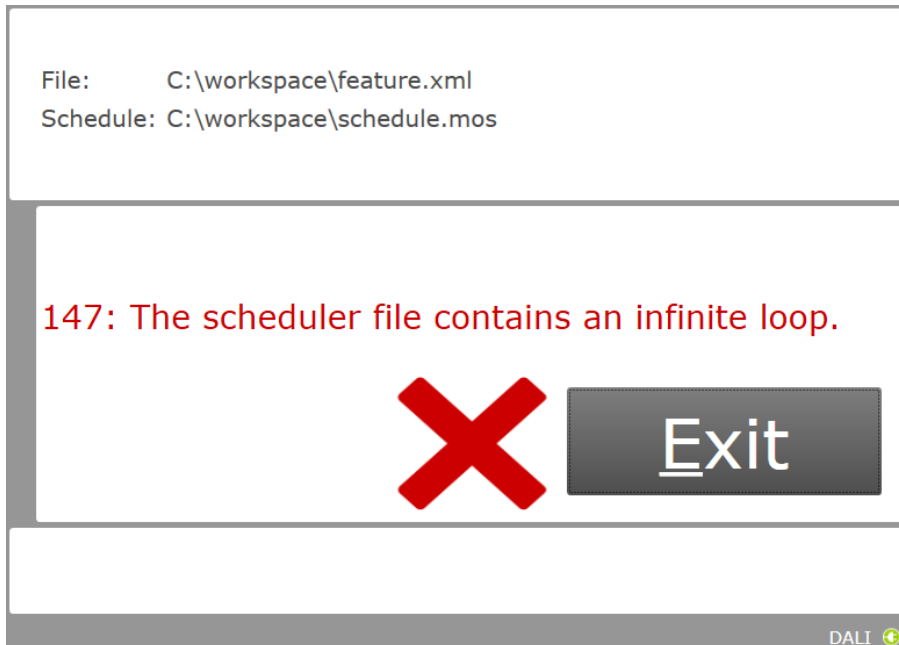 File: C:\workspace\feature.xml
Schedule: C:\workspace\schedule.mos
147: The scheduler file contains an infinite loop.
Exit
DALI